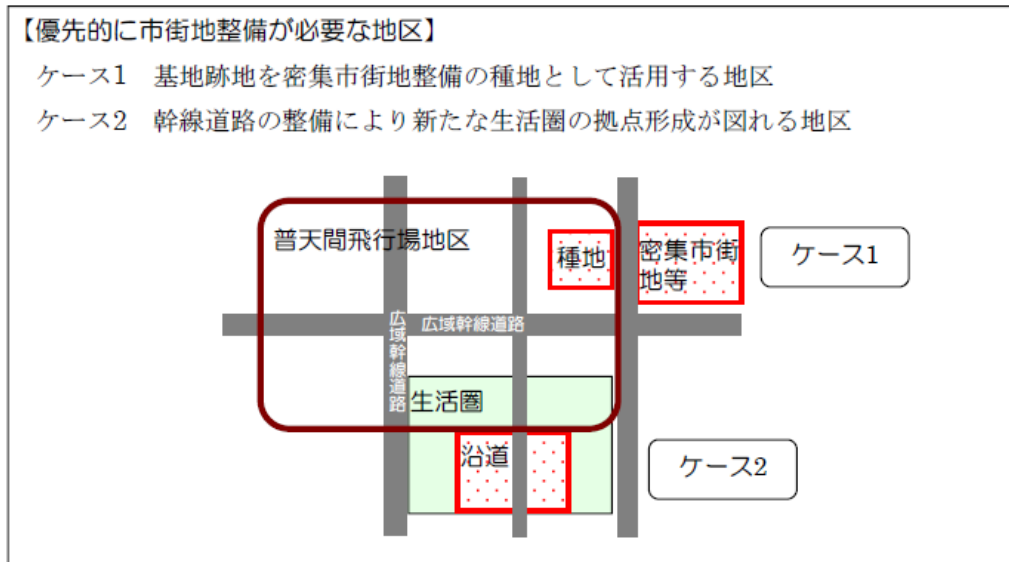 【優先的に市街地整備が必要な地区】
ケース1　基地跡地を密集市街地整備の種地として活用する地区
ケース2　幹線道路の整備により新たな生活圏の拠点形成が図れる地区
普天間飛行場地区
種地
密集市街
地等
ケース1
広域幹線道路
広域幹線道路
生活圏
沿道
ケース2